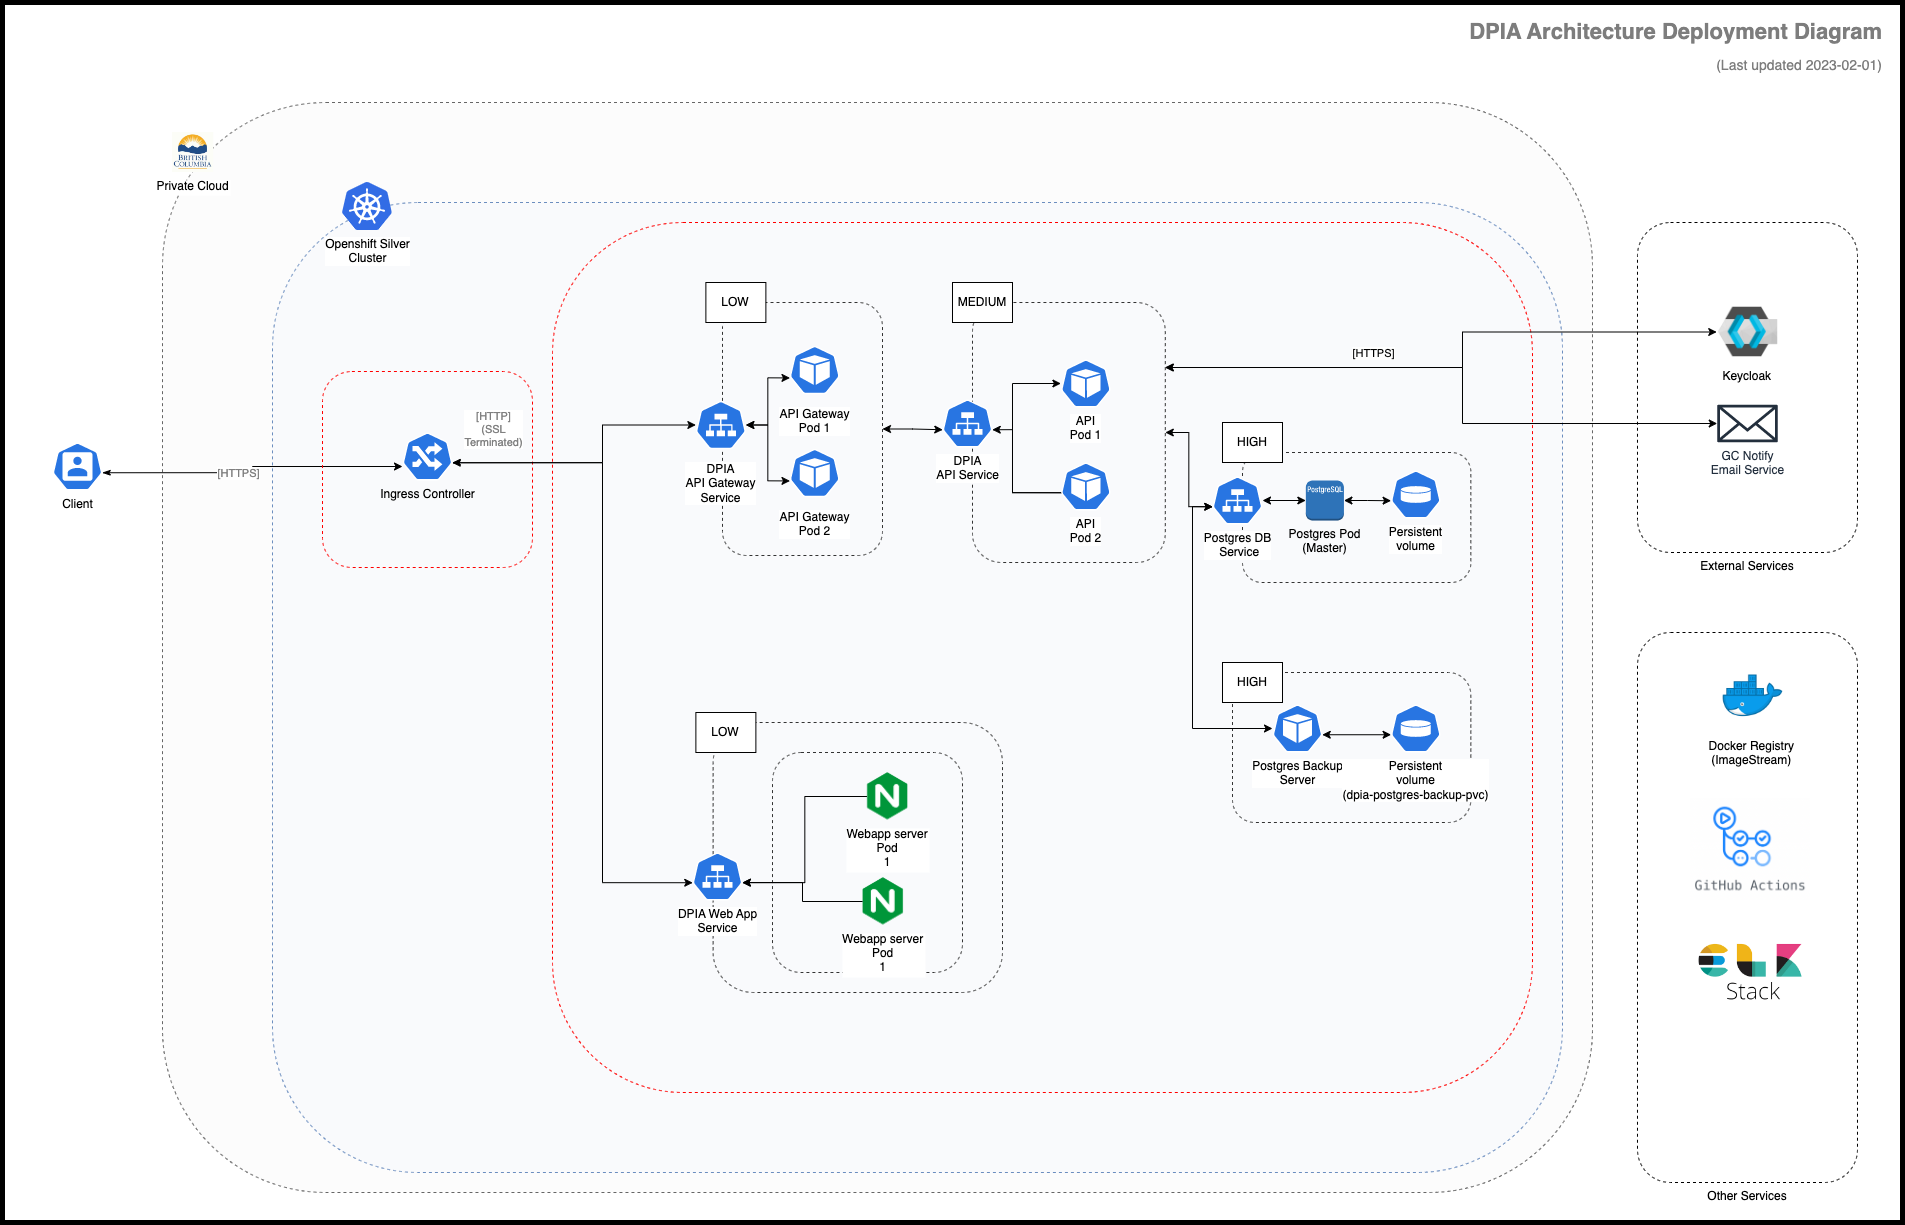 DPIA Architecture Deployment Diagram
(Last updated 2023-02-01)
BRITISH
COLUMBIA
Private Cloud
Openshift Silver
Cluster
LOW
MEDIUM
[HTTPS]
Keycloak
GC Notify
Email Service
External Services
[HTTP]
(SSL
Terminated)
Ingress Controller
[HTTPS]
Client
API Gateway
Pod 1
DPIA
API Gateway
Service
API Gateway
Pod 2
API
Pod 1
DPIA
API Service
API
Pod 2
HIGH
Postgres DB
Service
PostgreSQL
Postgres Pod
(Master)
Persistent
volume
HIGH
Postgres Backup
Server
Persistent
volume
(dpia-postgres-backup-pvc)
LOW
N
Webapp server
Pod
1
DPIA Web App
Service
N
Webapp server
Pod
1
Docker Registry
(ImageStream)
GitHub Actions
ELK
Stack
Other Services